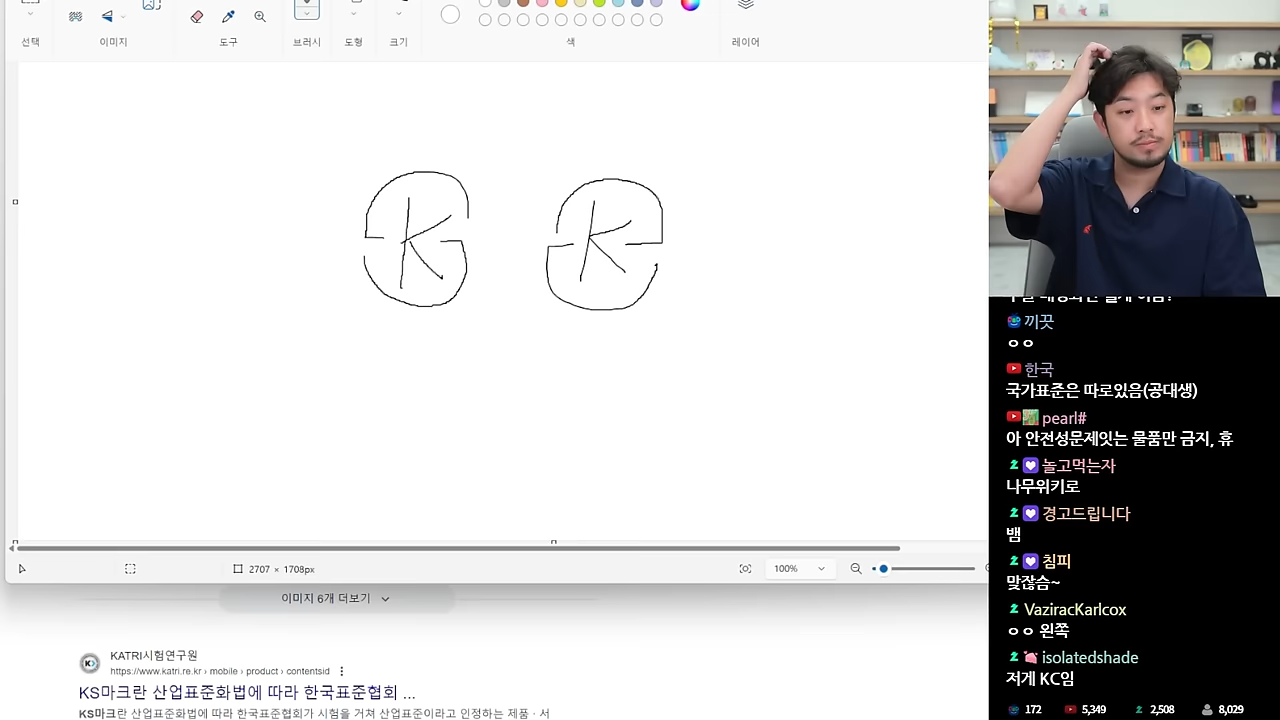 선택
이미지
도구
브러시
도형
크기
색
레이어
K
K
2707 × 1708px
100%
이미지 6개 더보기
KATRI시험연구원
https://www.katri.re.kr › mobile › product › contentsid
KS마크란 산업표준화법에 따라 한국표준협회 ...
KS마크란 산업표준화법에 따라 한국표준협회가 시험을 거쳐 산업표준이라고 인정하는 제품 · 서
끼끗
ㅇㅇ
한국
국가표준은 따로있음(공대생)
pearl#
아 안전성문제잇는 물품만 금지, 휴
놀고먹는자
나무위키로
경고드립니다
뱀
침피
맞잖슴~
VaziracKarlcox
ㅇㅇ 왼쪽
isolatedshade
저게 KC임
172
5,349
2,508
8,029